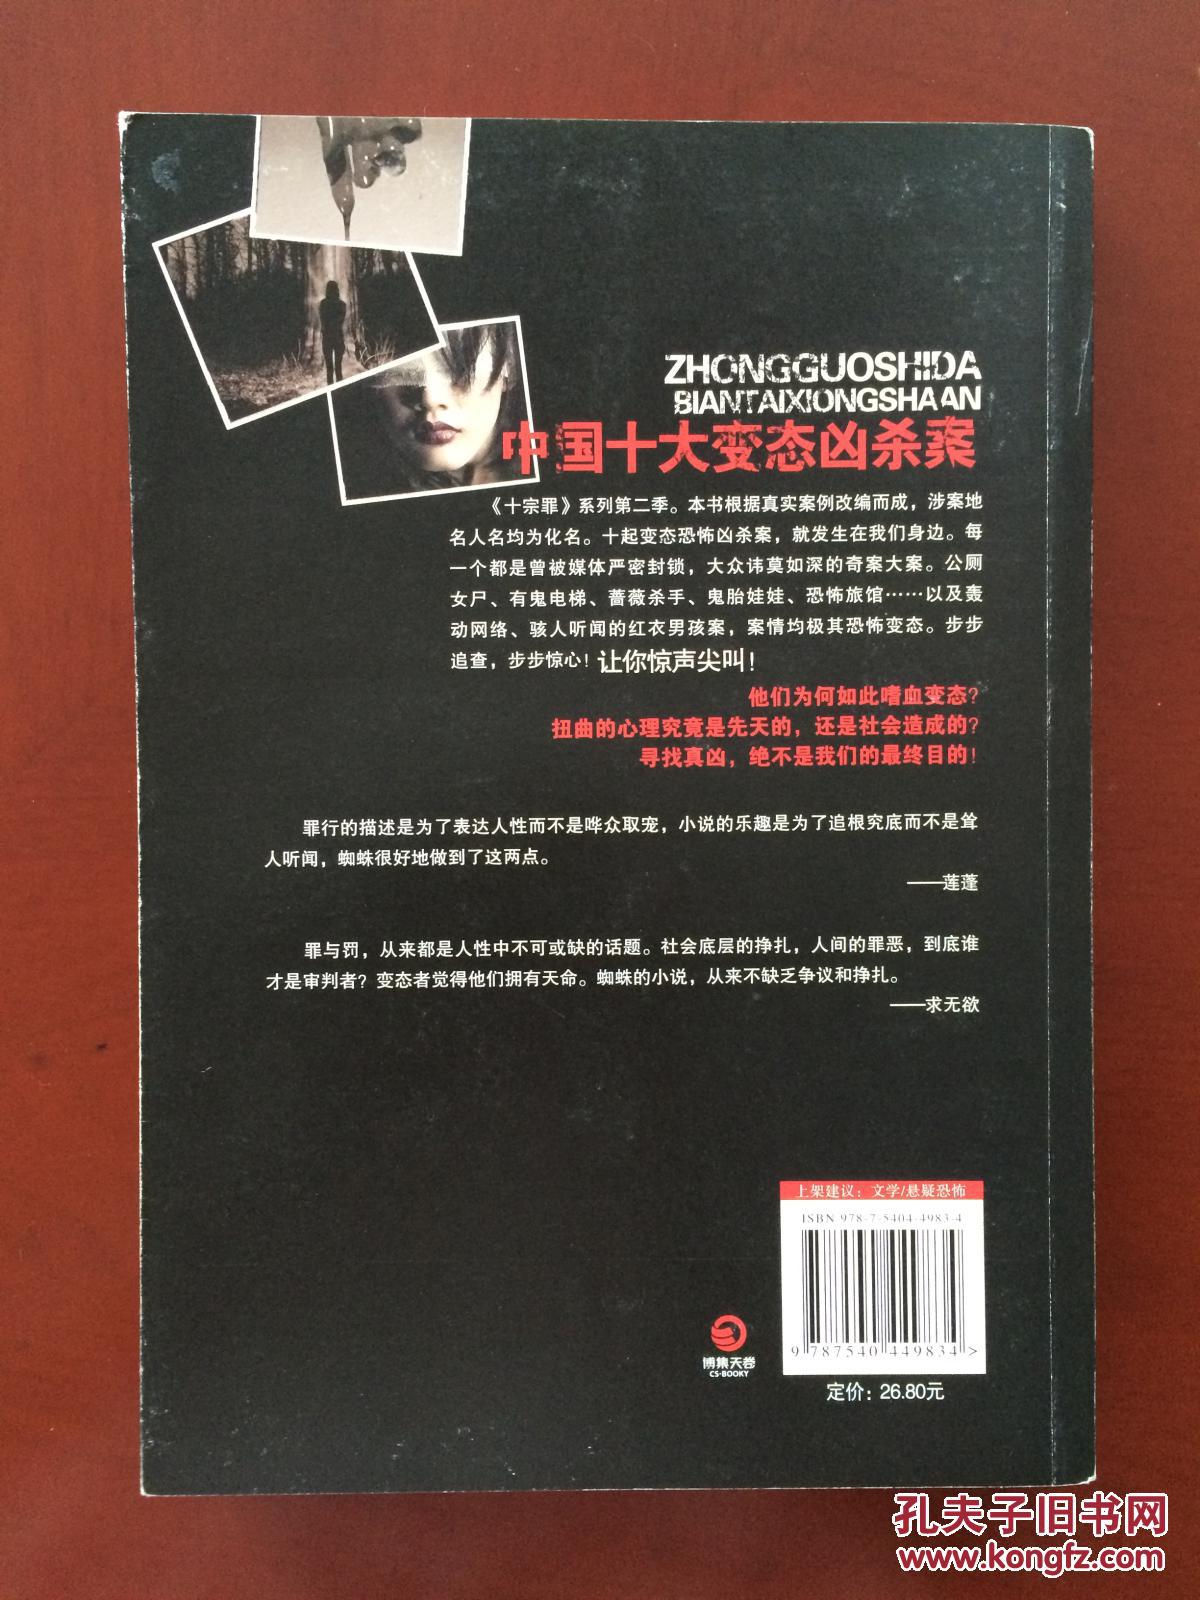 ZHONGGUOSHIDA
BIANTAIXIONGSHAAN
中国十大变态凶杀案
《十宗罪》系列第二季。本书根据真实案例改编而成，涉案地
名人名均为化名。十起变态恐怖凶杀案，就发生在我们身边。每
一个都是曾被媒体严密封锁，大众讳莫如深的奇案大案。公厕
女尸、有鬼电梯、蔷薇杀手、鬼胎娃娃、恐怖旅馆……以及轰
动网络、骇人听闻的红衣男孩案，案情均极其恐怖变态。步步
追查，步步惊心！让你惊声尖叫！
他们为何如此嗜血变态？
扭曲的心理究竟是先天的，还是社会造成的？
寻找真凶，绝不是我们的最终目的！
罪行的描述是为了表达人性而不是哗众取宠，小说的乐趣是为了追根究底而不是耸
人听闻，蜘蛛很好地做到了这两点。
——莲蓬
罪与罚，从来都是人性中不可或缺的话题。社会底层的挣扎，人间的罪恶，到底谁
才是审判者？变态者觉得他们拥有天命。蜘蛛的小说，从来不缺乏争议和挣扎。
——求无欲
上架建议：文学/悬疑恐怖
ISBN 978-7-5404-4983-4
9 787540 449834 >
博集天卷
CS-BOOKY
定价：26.80元
孔夫子旧书网
www.kongfz.com